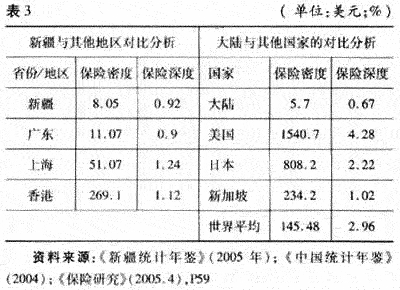 表3 (单位:美元;%)
新疆与其他地区对比分析 大陆与其他国家的对比分析
省份/地区 保险密度 保险深度 国家 保险密度 保险深度
新疆 8.05 0.92 大陆 5.7 0.67
广东 11.07 0.9 美国 1540.7 4.28
上海 51.07 1.24 日本 808.2 2.22
香港 269.1 1.12 新加坡 234.2 1.02
世界平均 145.48 2.96
资料来源:《新疆统计年鉴》(2005年);《中国统计年鉴》
(2004);《保险研究》(2005.4),P59